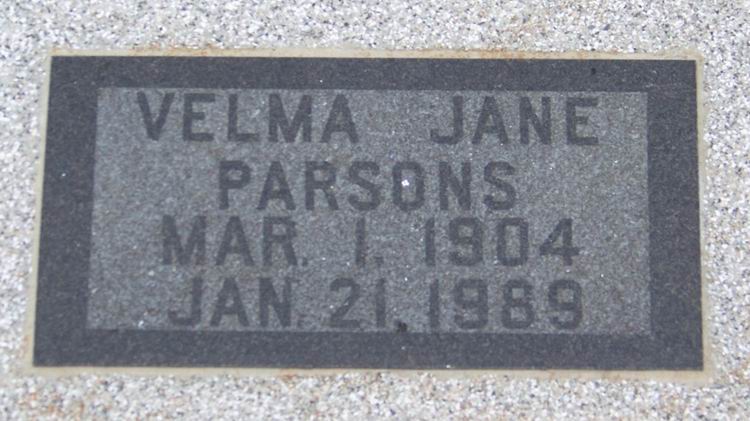 VELMA JANE
PARSONS
MAR. 1. 1904
JAN. 21. 1989